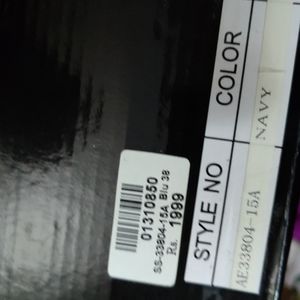 01310850
SS-33804-15A Blu 38
Rs. 1999
STYLE NO
COLOR
AE33804-15A
NAVY